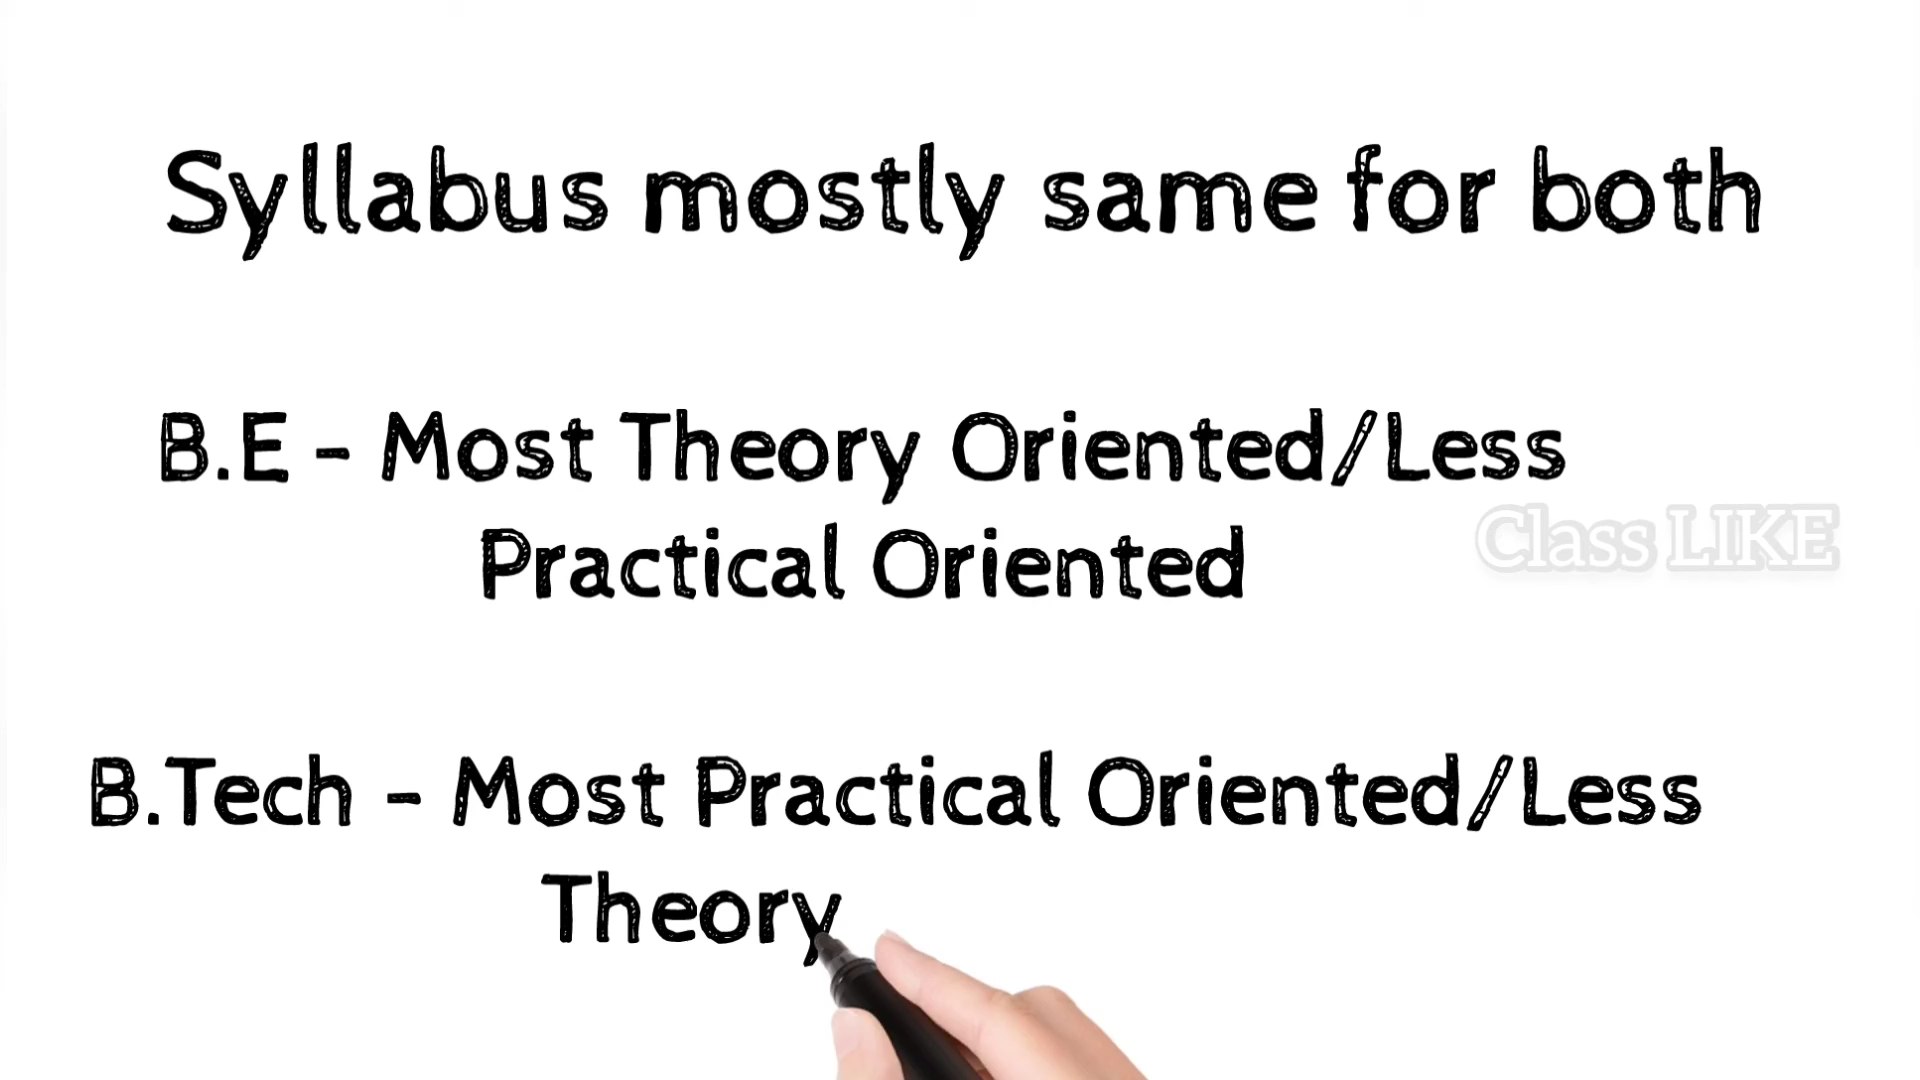 Syllabus mostly same for both
B.E - Most Theory Oriented/Less
Practical Oriented
Class LIKE
B.Tech - Most Practical Oriented/Less
Theory